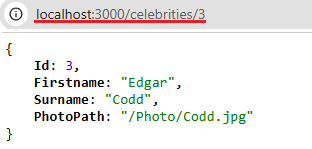 localhost:3000/celebrities/3
{
    Id: 3,
    Firstname: "Edgar",
    Surname: "Codd",
    PhotoPath: "/Photo/Codd.jpg"
}